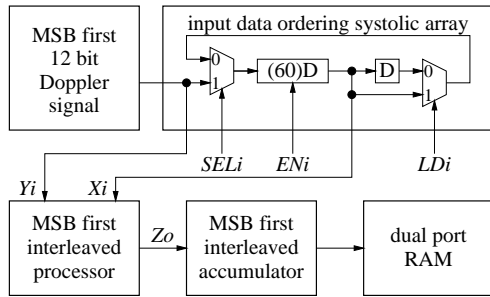 input data ordering systolic array
MSB first
12 bit
Doppler
signal
0
1
(60)D
D
0
1
SELi
ENi
LDi
Yi
Xi
MSB first
interleaved
processor
Zo
MSB first
interleaved
accumulator
dual port
RAM